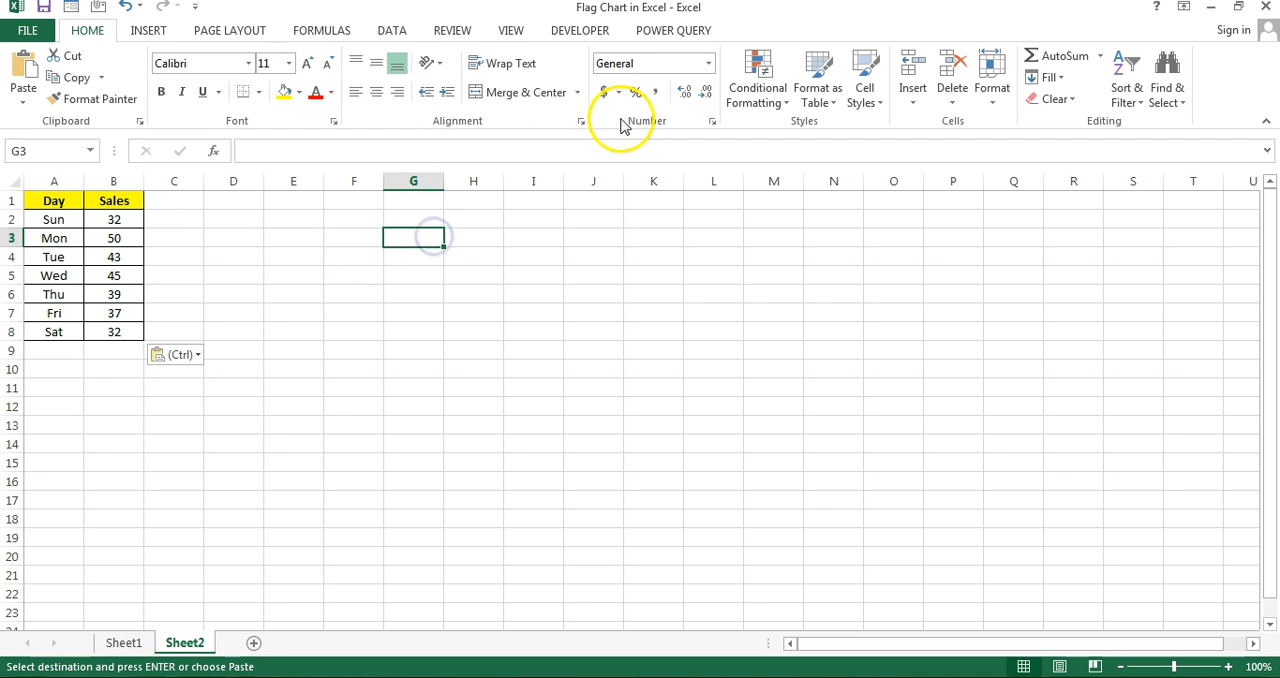 Flag Chart in Excel - Excel
FILE HOME INSERT PAGE LAYOUT FORMULAS DATA REVIEW VIEW DEVELOPER POWER QUERY Sign in
Paste
Cut
Copy
Format Painter
Clipboard
Calibri 11
B I U
Font
Wrap Text
Merge & Center
Alignment
General
$ % ,
Number
Conditional Formatting
Format as Table
Cell Styles
Styles
Insert
Delete
Format
Cells
AutoSum
Fill
Clear
Sort & Filter
Find & Select
Editing
G3 fx
A B C D E F G H I J K L M N O P Q R S T U
1 Day Sales
2 Sun 32
3 Mon 50
4 Tue 43
5 Wed 45
6 Thu 39
7 Fri 37
8 Sat 32
9 (Ctrl)
10
11
12
13
14
15
16
17
18
19
20
21
22
23
Sheet1 Sheet2
Select destination and press ENTER or choose Paste 100%